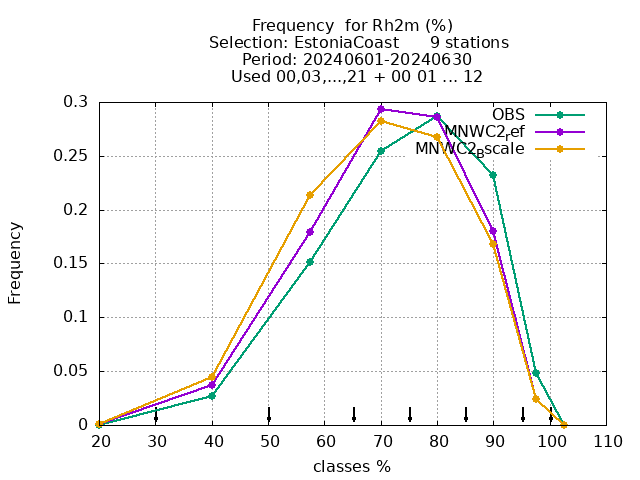 Frequency  for Rh2m (%)
Selection: EstoniaCoast      9 stations
Period: 20240601-20240630
Used 00,03,...,21 + 00 01 ... 12
0.3
0.25
0.2
0.15
0.1
0.05
0
Frequency
OBS
MNWC2ref
MNWC2Bscale
20 30 40 50 60 70 80 90 100 110
classes %